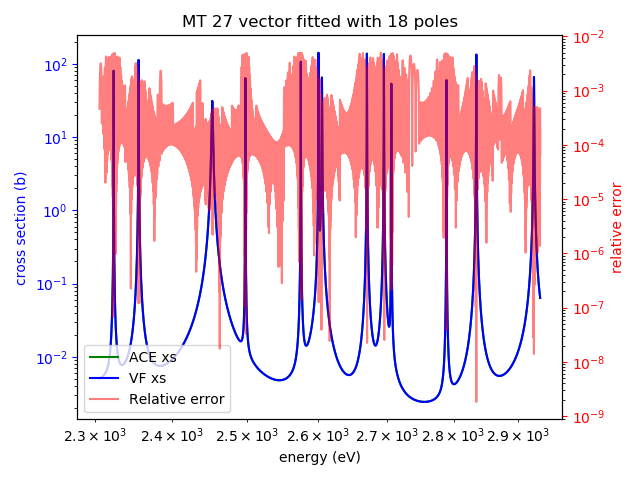 MT 27 vector fitted with 18 poles
10²
10¹
10⁰
10⁻¹
10⁻²
cross section (b)
10⁻²
10⁻³
10⁻⁴
10⁻⁵
10⁻⁶
10⁻⁷
10⁻⁸
10⁻⁹
relative error
ACE xs
VF xs
Relative error
2.3 × 10³ 2.4 × 10³ 2.5 × 10³ 2.6 × 10³ 2.7 × 10³ 2.8 × 10³ 2.9 × 10³
energy (eV)